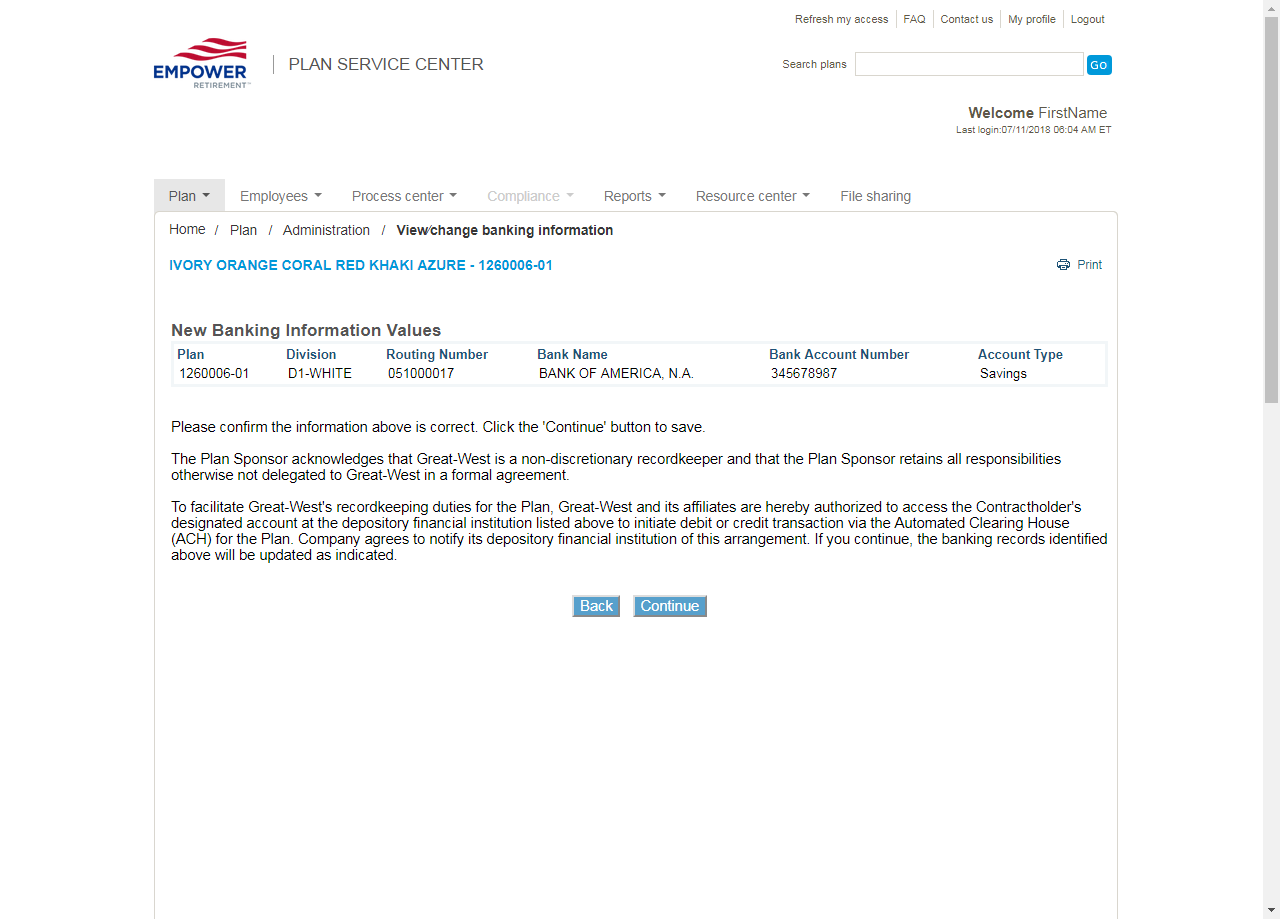 Refresh my access FAQ Contact us My profile Logout
EMPOWER
RETIREMENT™
PLAN SERVICE CENTER
Search plans Go
Welcome FirstName
Last login:07/11/2018 06:04 AM ET
Plan Employees Process center Compliance Reports Resource center File sharing
Home / Plan / Administration / View/change banking information
IVORY ORANGE CORAL RED KHAKI AZURE - 1260006-01
Print
New Banking Information Values
Plan Division Routing Number Bank Name Bank Account Number Account Type
1260006-01 D1-WHITE 051000017 BANK OF AMERICA, N.A. 345678987 Savings
Please confirm the information above is correct. Click the 'Continue' button to save.
The Plan Sponsor acknowledges that Great-West is a non-discretionary recordkeeper and that the Plan Sponsor retains all responsibilities
otherwise not delegated to Great-West in a formal agreement.
To facilitate Great-West's recordkeeping duties for the Plan, Great-West and its affiliates are hereby authorized to access the Contractholder's
designated account at the depository financial institution listed above to initiate debit or credit transaction via the Automated Clearing House
(ACH) for the Plan. Company agrees to notify its depository financial institution of this arrangement. If you continue, the banking records identified
above will be updated as indicated.
Back Continue